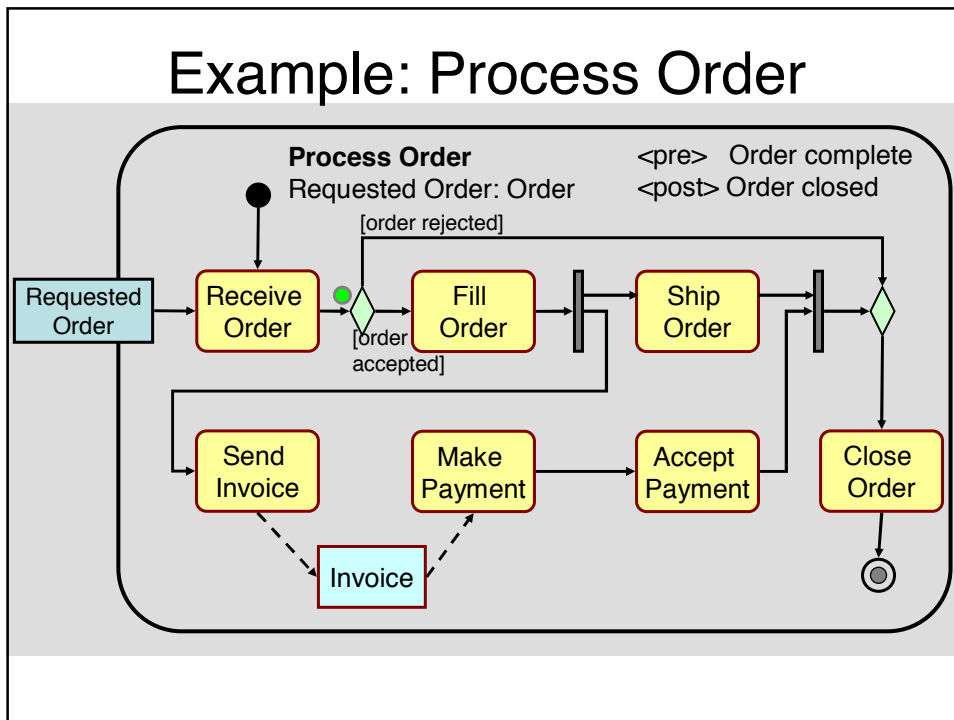 Example: Process Order
Process Order
<pre> Order complete
Requested Order: Order
<post> Order closed
[order rejected]
Requested
Order
Receive
Order
Fill
Order
Ship
Order
[order
accepted]
Send
Invoice
Make
Payment
Accept
Payment
Close
Order
Invoice